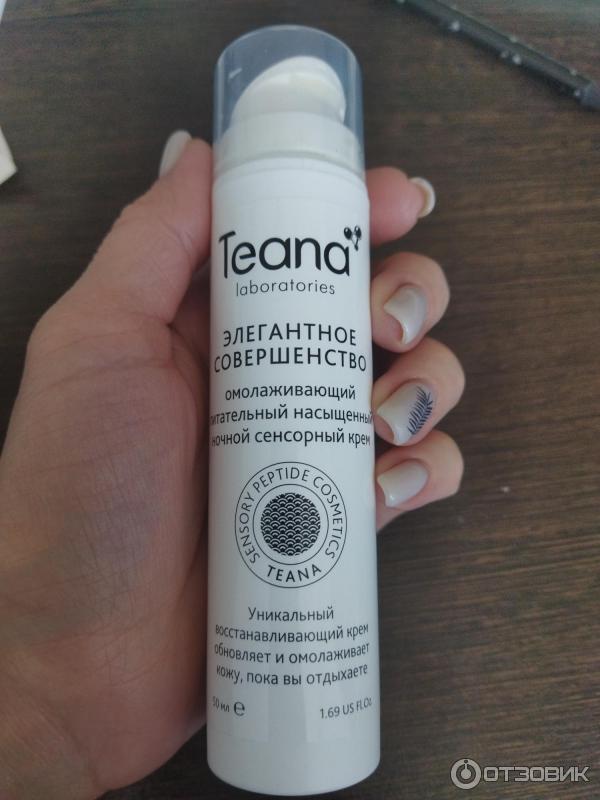 Teana
laboratories
ЭЛЕГАНТНОЕ
СОВЕРШЕНСТВО
омолаживающий
питательный насыщенный
ночной сенсорный крем
SENSORY PEPTIDE COSMETICS
TEANA
Уникальный
восстанавливающий крем
обновляет и омолаживает
кожу, пока вы отдыхаете
50 мл e 1.69 US FL.Oz
ОТЗОВИК